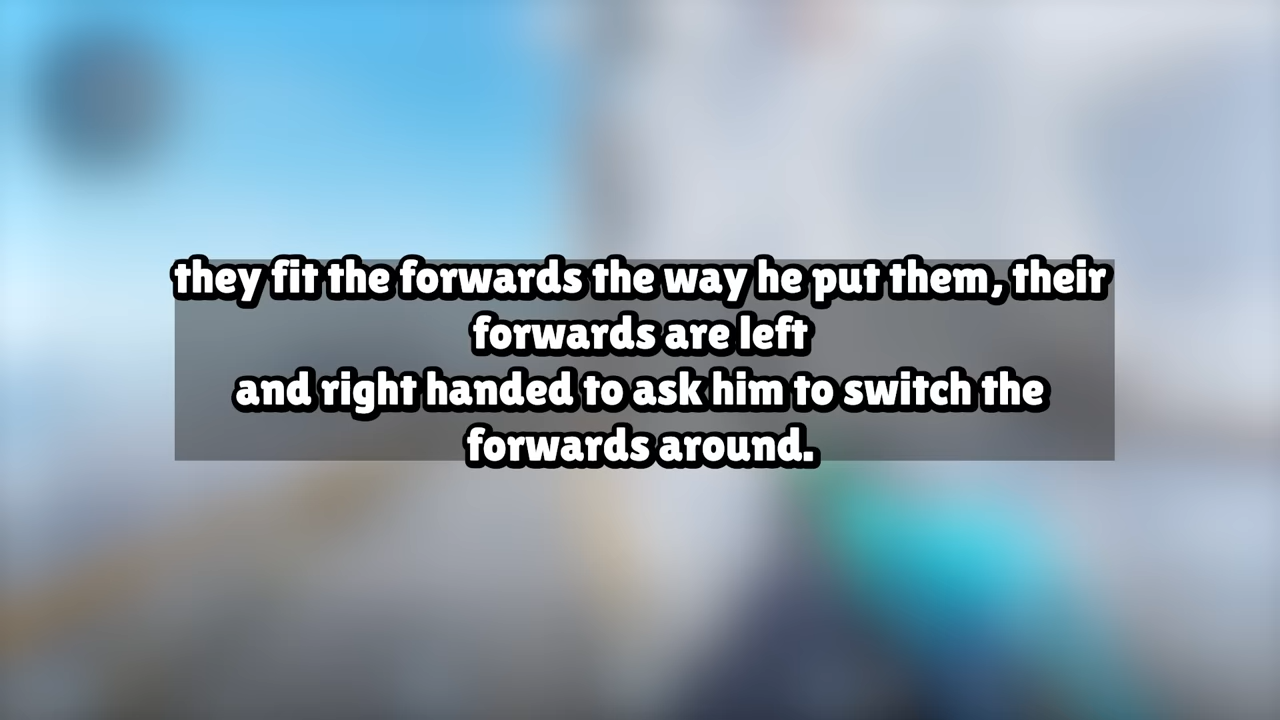 they fit the forwards the way he put them, their
forwards are left
and right handed to ask him to switch the
forwards around.